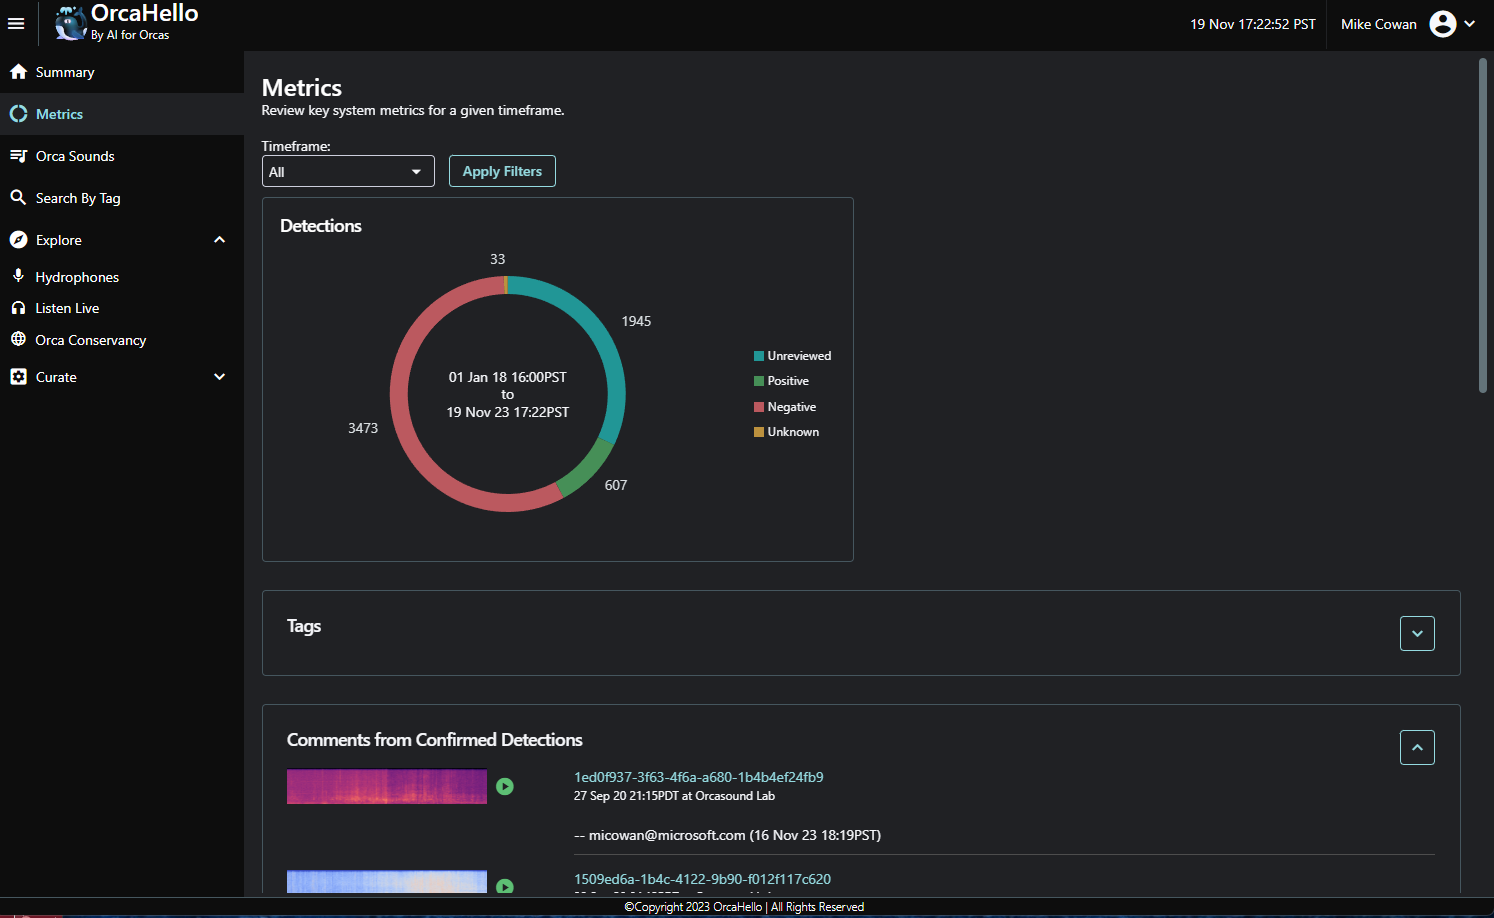 OrcaHello
By AI for Orcas
19 Nov 17:22:52 PST
Mike Cowan
Summary
Metrics
Orca Sounds
Search By Tag
Explore
Hydrophones
Listen Live
Orca Conservancy
Curate
Metrics
Review key system metrics for a given timeframe.
Timeframe:
All
Apply Filters
Detections
33
1945
3473
607
01 Jan 18 16:00PST
to
19 Nov 23 17:22PST
Unreviewed
Positive
Negative
Unknown
Tags
Comments from Confirmed Detections
1ed0f937-3f63-4f6a-a680-1b4b4ef24fb9
27 Sep 20 21:15PDT at Orcasound Lab
-- micowan@microsoft.com (16 Nov 23 18:19PST)
1509ed6a-1b4c-4122-9b90-f012f117c620
©Copyright 2023 OrcaHello | All Rights Reserved